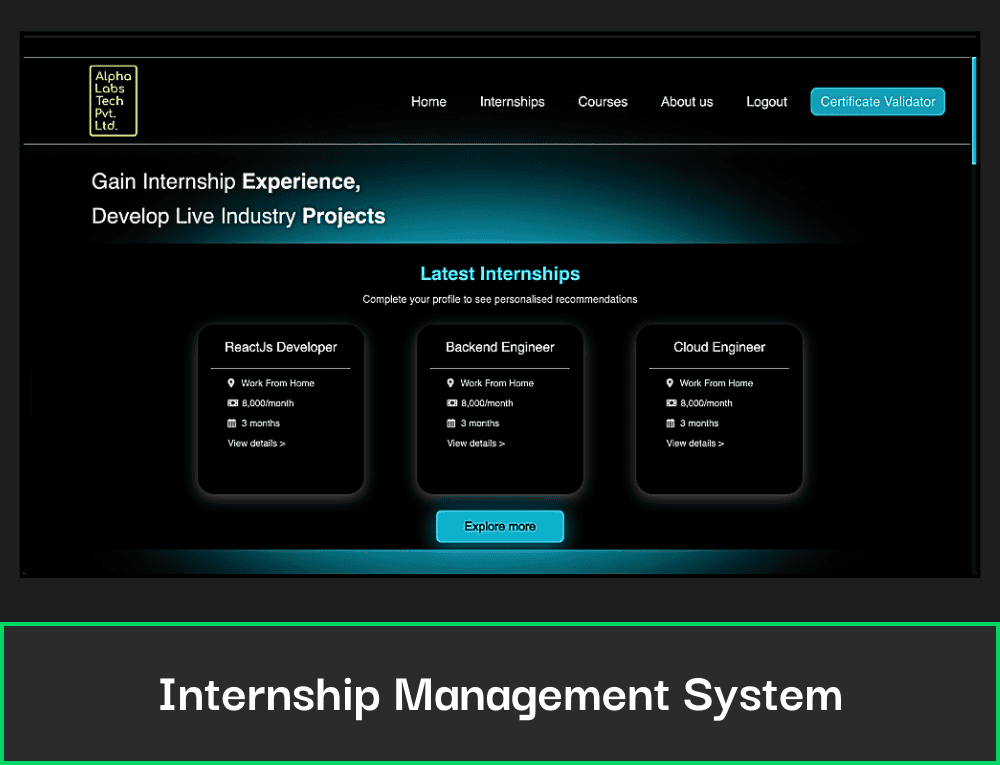 Alpha
Labs
Tech
Pvt.
Ltd.
Home Internships Courses About us Logout Certificate Validator
Gain Internship Experience,
Develop Live Industry Projects
Latest Internships
Complete your profile to see personalised recommendations
ReactJs Developer
Work From Home
8,000/month
3 months
View details >
Backend Engineer
Work From Home
8,000/month
3 months
View details >
Cloud Engineer
Work From Home
8,000/month
3 months
View details >
Explore more
Internship Management System